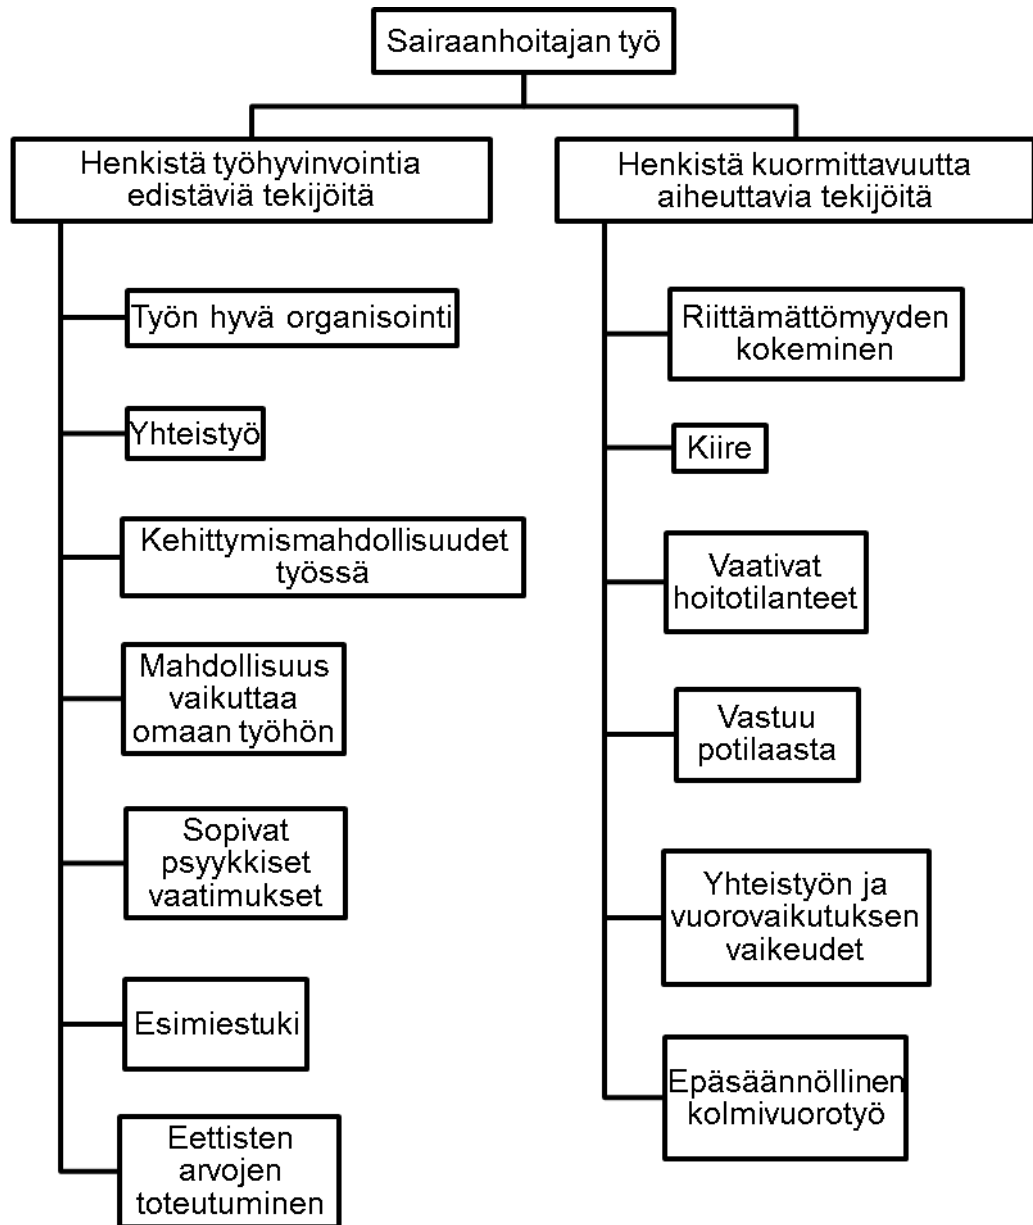 Sairaanhoitajan työ
Henkistä työhyvinvointia
edistäviä tekijöitä
Työn hyvä organisointi
Yhteistyö
Kehittymismahdollisuudet
työssä
Mahdollisuus
vaikuttaa
omaan työhön
Sopivat
psyykkiset
vaatimukset
Esimiestuki
Eettisten
arvojen
toteutuminen
Henkistä kuormittavuutta
aiheuttavia tekijöitä
Riittämättömyyden
kokeminen
Kiire
Vaativat
hoitotilanteet
Vastuu
potilaasta
Yhteistyön ja
vuorovaikutuksen
vaikeudet
Epäsäännöllinen
kolmivuorotyö